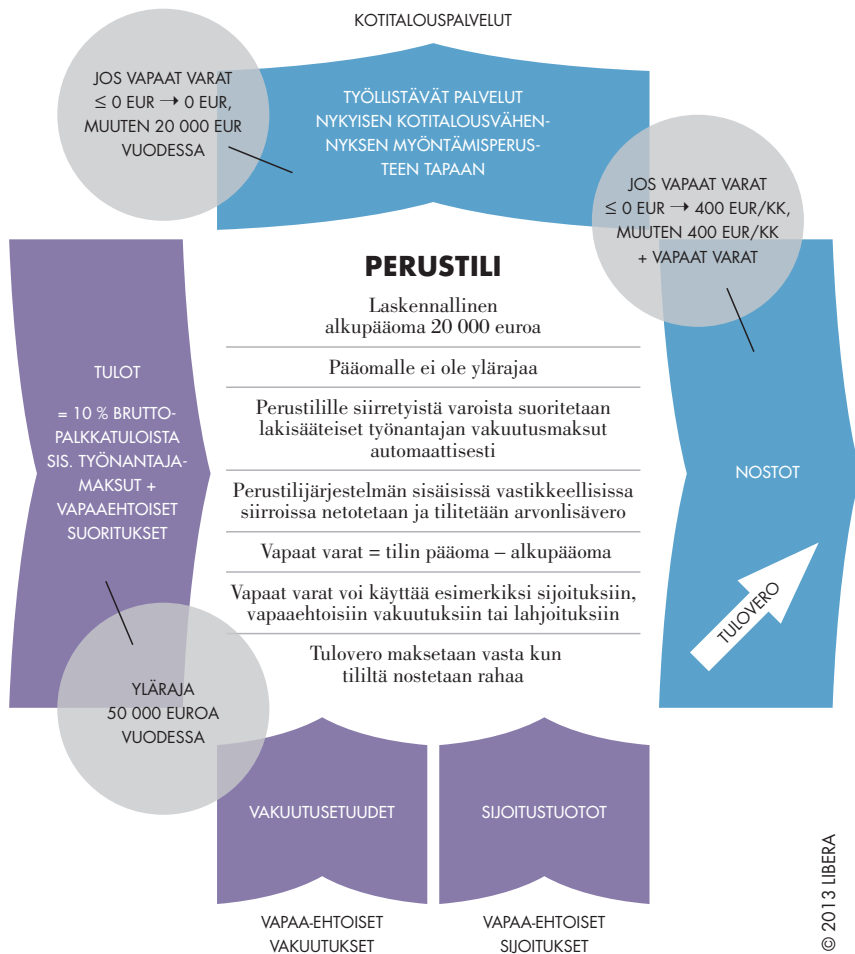 KOTITALOUSPALVELUT
JOS VAPAAT VARAT
≤ 0 EUR → 0 EUR,
MUUTEN 20 000 EUR
VUODESSA
TYÖLLISTÄVÄT PALVELUT
NYKYISEN KOTITALOUSVÄHEN-
NYKSEN MYÖNTÄMISPERUS-
TEEN TAPAAN
JOS VAPAAT VARAT
≤ 0 EUR → 400 EUR/KK,
MUUTEN 400 EUR/KK
+ VAPAAT VARAT
PERUSTILI
Laskennallinen
alkupääoma 20 000 euroa
Pääomalle ei ole ylärajaa
Perustilille siirretyistä varoista suoritetaan
lakisääteiset työnantajan vakuutusmaksut
automaattisesti
Perustilijärjestelmän sisäisissä vastikkeellisissa
siirroissa netotetaan ja tilitetään arvonlisävero
Vapaat varat = tilin pääoma – alkupääoma
Vapaat varat voi käyttää esimerkiksi sijoituksiin,
vapaaehtoisiin vakuutuksiin tai lahjoituksiin
Tulovero maksetaan vasta kun
tililtä nostetaan rahaa
TULOT
= 10 % BRUTTO-
PALKKATULOISTA
SIS. TYÖNANTAJA-
MAKSUT +
VAPAAEHTOISET
SUORITUKSET
NOSTOT
TULOVERO
YLÄRAJA
50 000 EUROA
VUODESSA
VAKUUTUSETUUDET
SIJOITUSTUOTOT
VAPAA-EHTOISET
VAKUUTUKSET
VAPAA-EHTOISET
SIJOITUKSET
© 2013 LIBERA